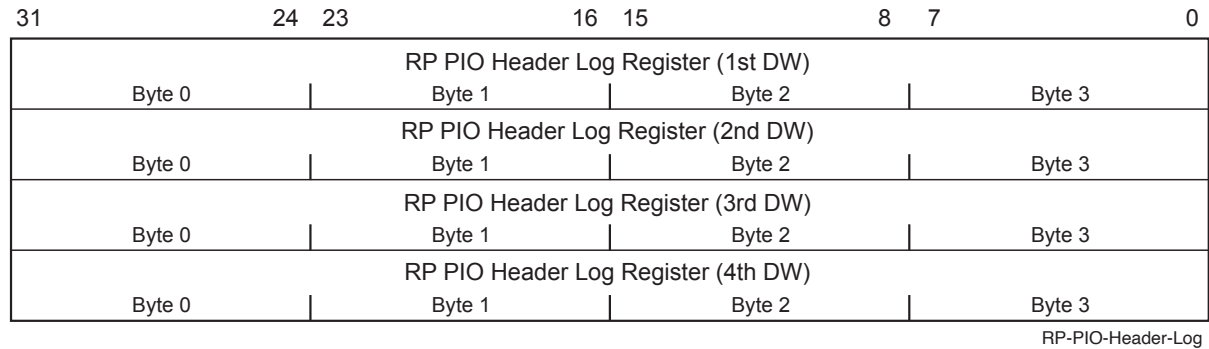 31 24 23 16 15 8 7 0
RP PIO Header Log Register (1st DW)
Byte 0 Byte 1 Byte 2 Byte 3
RP PIO Header Log Register (2nd DW)
Byte 0 Byte 1 Byte 2 Byte 3
RP PIO Header Log Register (3rd DW)
Byte 0 Byte 1 Byte 2 Byte 3
RP PIO Header Log Register (4th DW)
Byte 0 Byte 1 Byte 2 Byte 3
RP-PIO-Header-Log